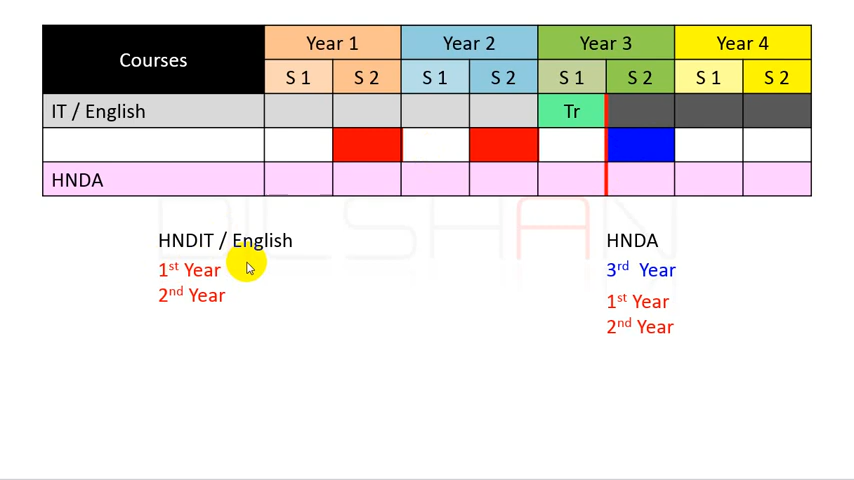 Courses Year 1 Year 2 Year 3 Year 4
S 1 S 2 S 1 S 2 S 1 S 2 S 1 S 2
IT / English Tr
HNDA
DILSHAN
HNDIT / English HNDA
1st Year 3rd Year
2nd Year 1st Year
2nd Year